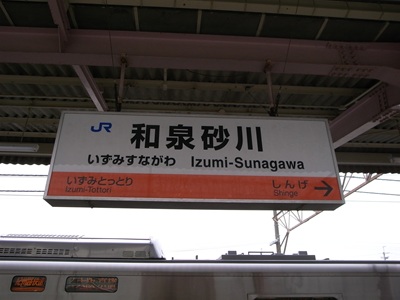 JR 和泉砂川
いずみすながわ Izumi-Sunagawa
いずみとっとり しんげ →
Izumi-Tottori Shinge